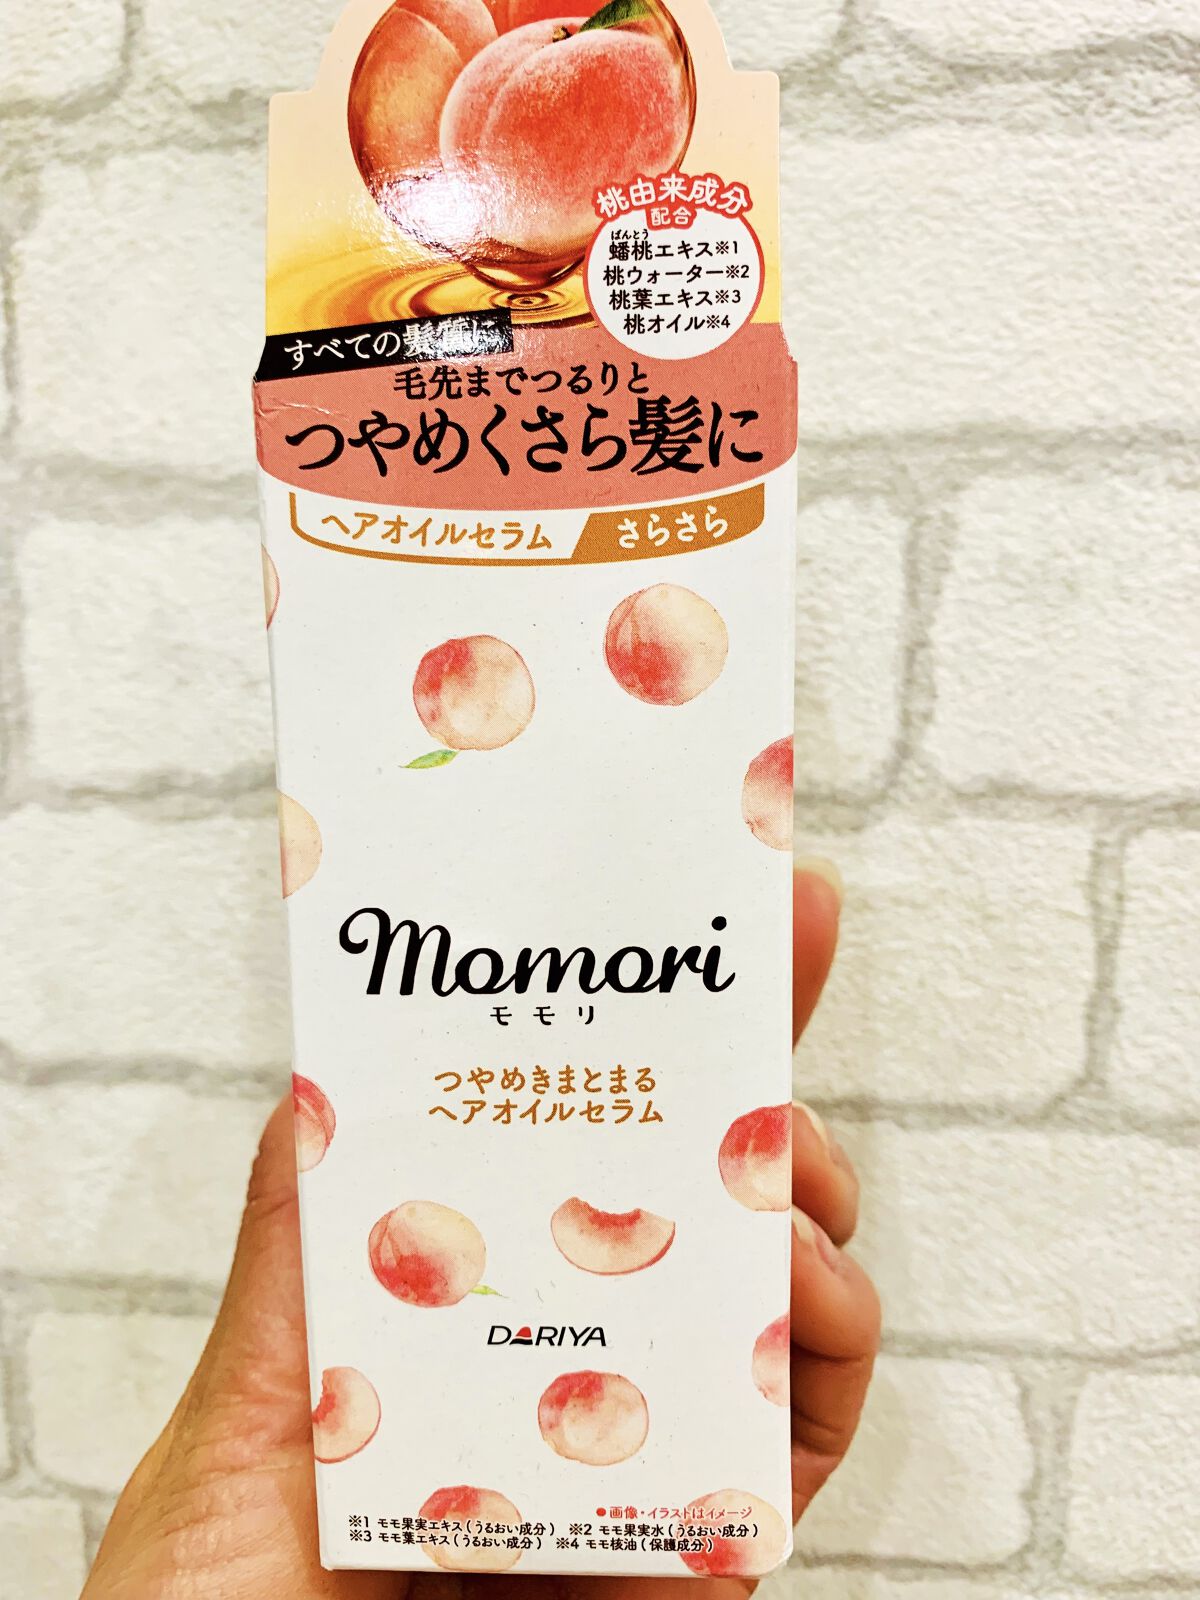 桃由来成分
配合
ばんとう
蟠桃エキス※1
桃ウォーター※2
桃葉エキス※3
桃オイル※4
すべての髪質に
毛先までつるりと
つやめくさら髪に
ヘアオイルセラム さらさら
momori
モモリ
つやめきまとまる
ヘアオイルセラム
DARIYA
●画像・イラストはイメージ
※1 モモ果実エキス(うるおい成分) ※2 モモ果実水(うるおい成分)
※3 モモ葉エキス(うるおい成分) ※4 モモ核油(保護成分)